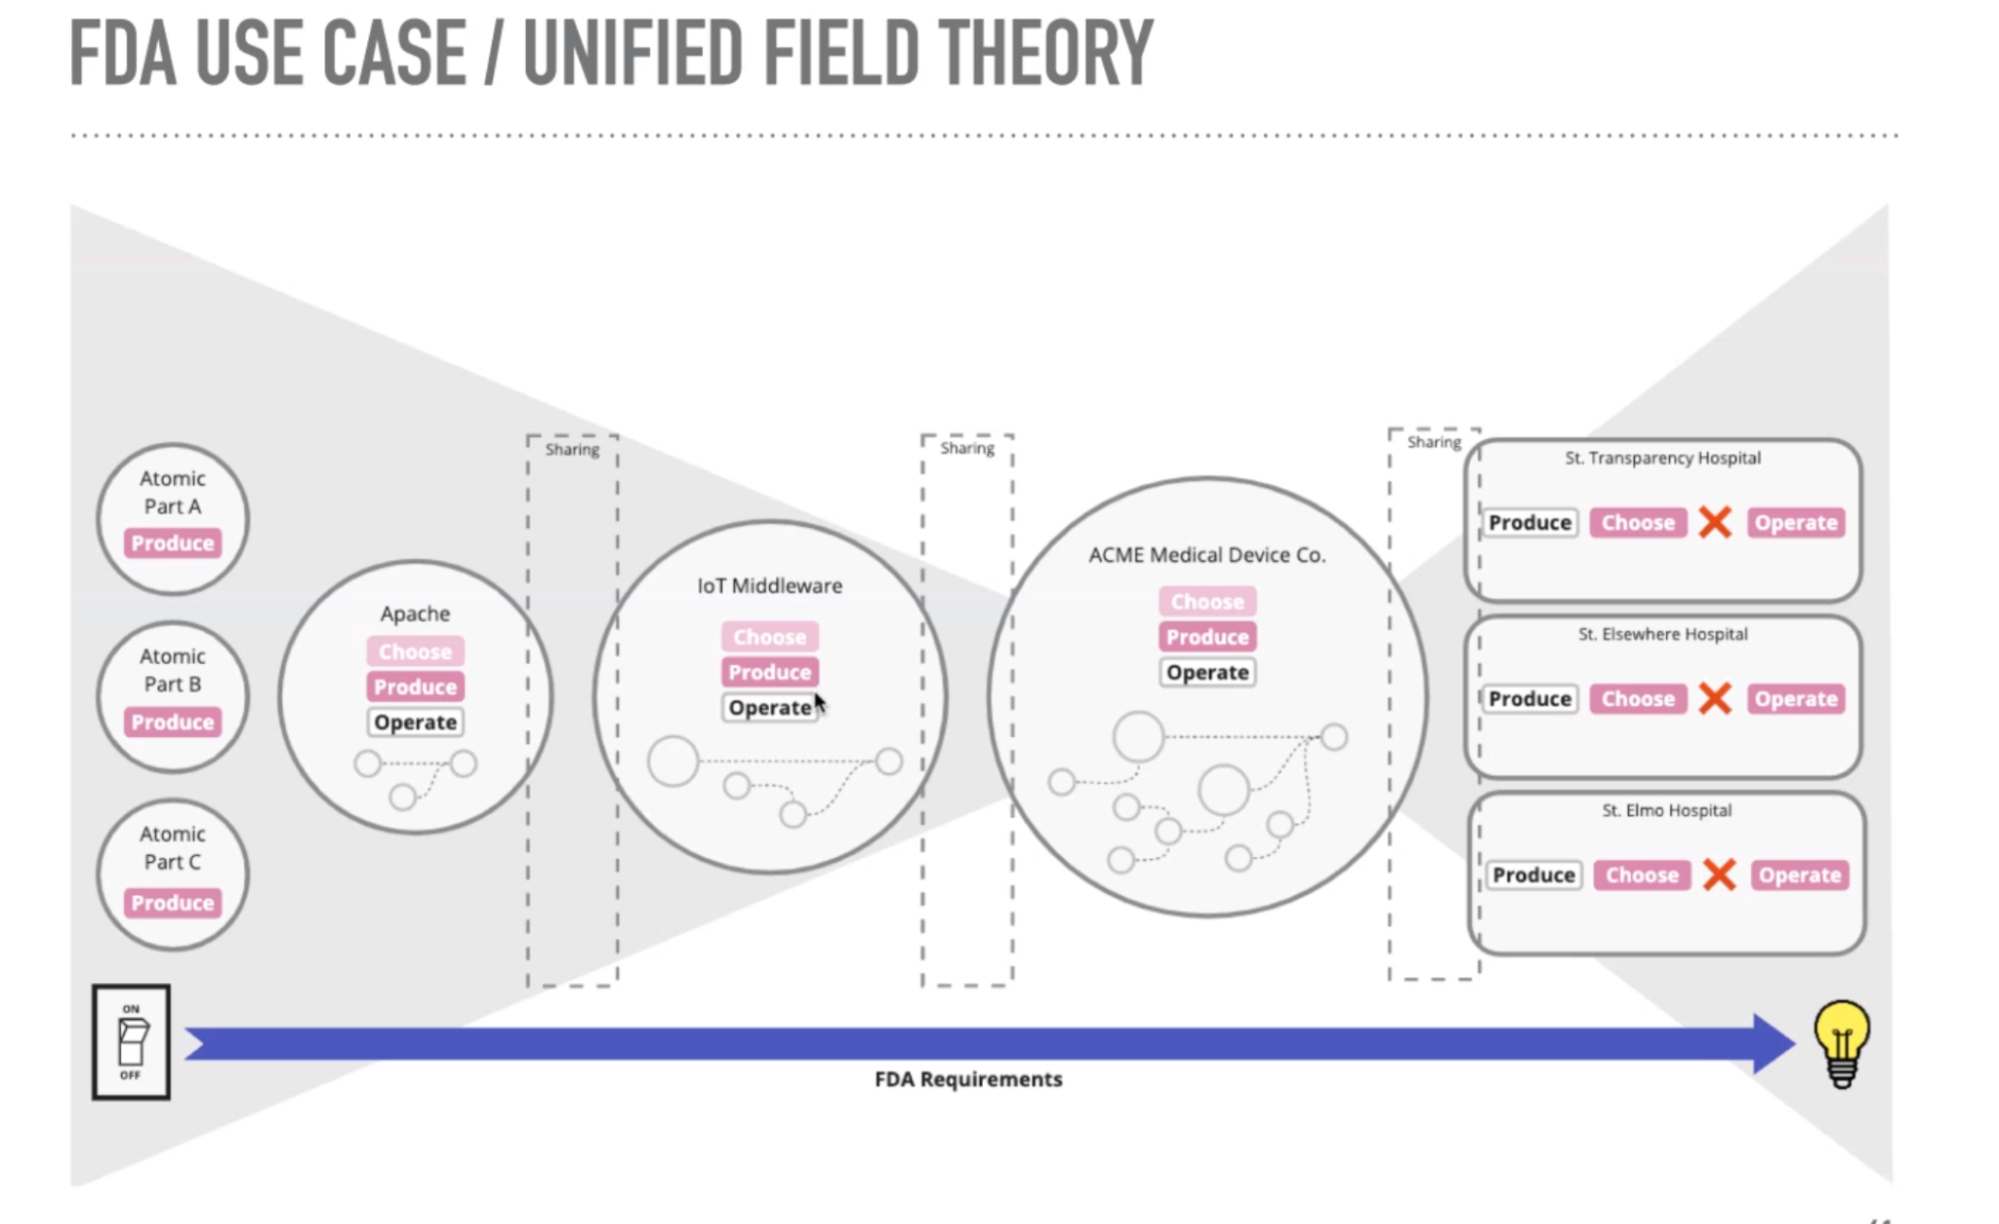 FDA USE CASE / UNIFIED FIELD THEORY
Atomic
Part A
Produce
Atomic
Part B
Produce
Atomic
Part C
Produce
Apache
Choose
Produce
Operate
Sharing
IoT Middleware
Choose
Produce
Operate
Sharing
ACME Medical Device Co.
Choose
Produce
Operate
Sharing
St. Transparency Hospital
Produce Choose Operate
St. Elsewhere Hospital
Produce Choose Operate
St. Elmo Hospital
Produce Choose Operate
ON
OFF
FDA Requirements